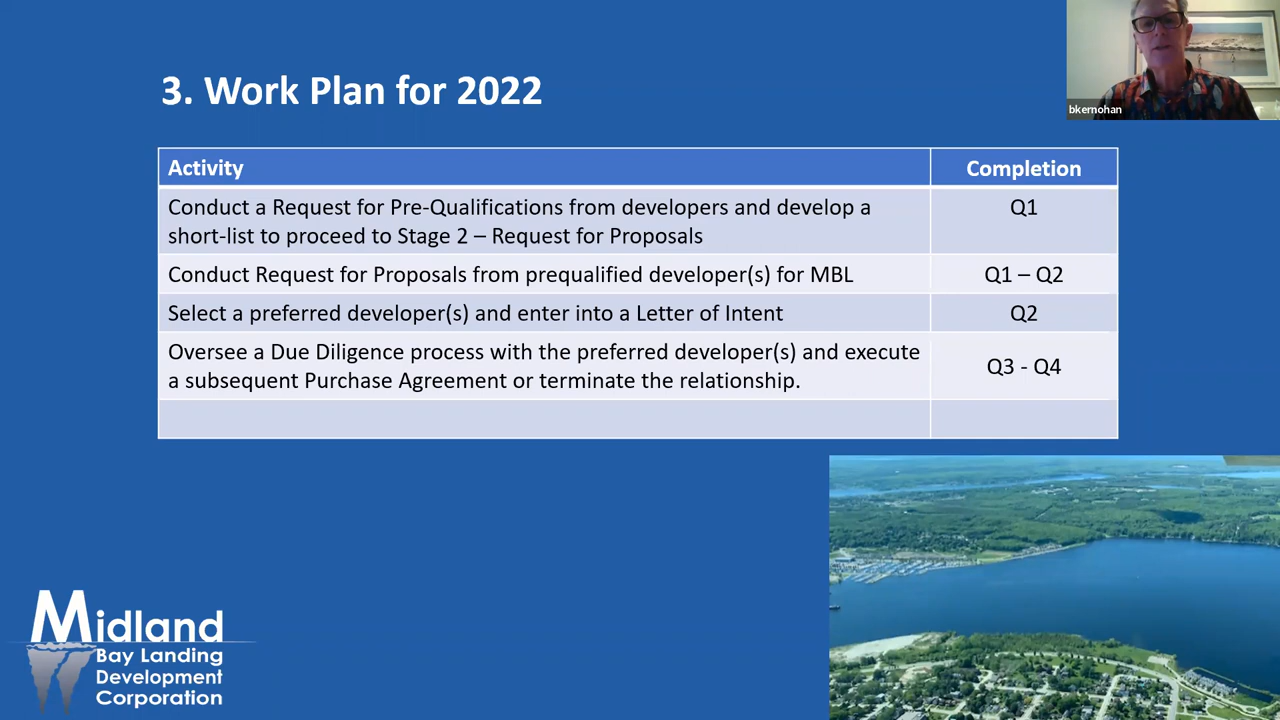 3. Work Plan for 2022
bkernohan
Activity
Completion
Conduct a Request for Pre-Qualifications from developers and develop a
short-list to proceed to Stage 2 – Request for Proposals
Q1
Conduct Request for Proposals from prequalified developer(s) for MBL
Q1 – Q2
Select a preferred developer(s) and enter into a Letter of Intent
Q2
Oversee a Due Diligence process with the preferred developer(s) and execute
a subsequent Purchase Agreement or terminate the relationship.
Q3 - Q4
Midland
Bay Landing
Development
Corporation